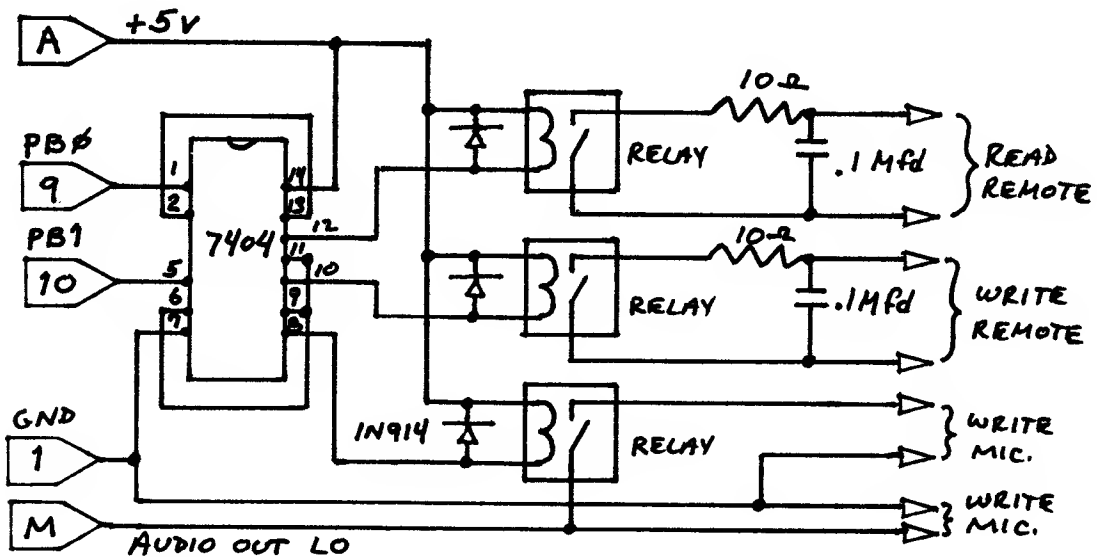 A
+5V
PBØ
9
1
2
14
13
12
7404
PB1
10
5
6
7
11
10
9
8
GND
1
M
AUDIO OUT LO
RELAY
10Ω
.1 Mfd
READ
REMOTE
RELAY
10Ω
.1Mfd
WRITE
REMOTE
1N914
RELAY
WRITE
MIC.
WRITE
MIC.